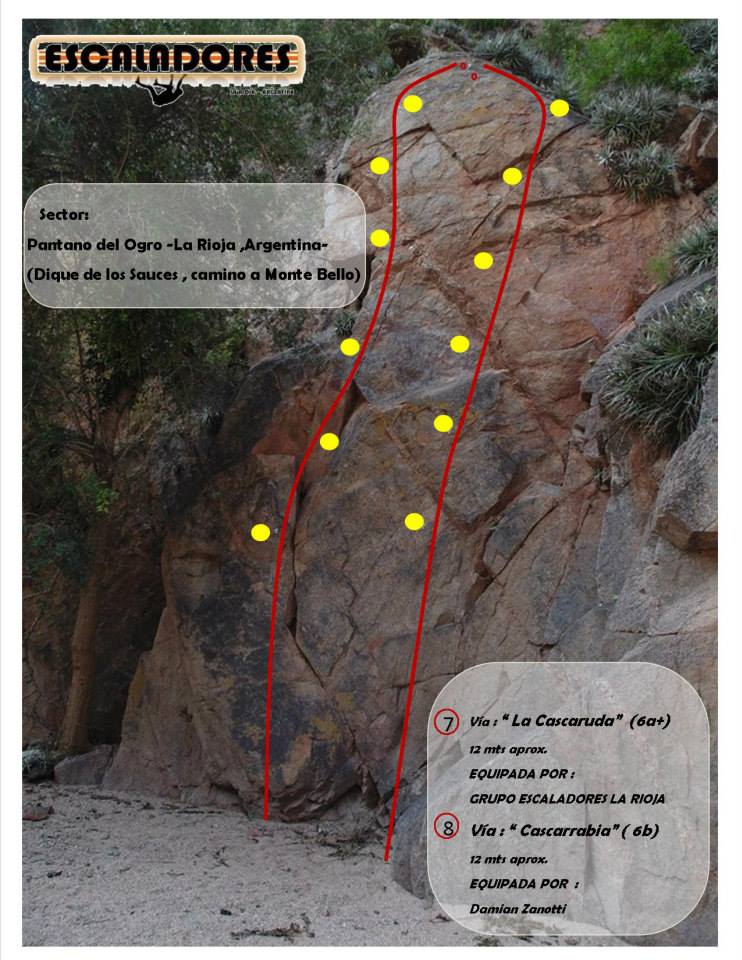 ESCALADORES
LA RIOJA - ARGENTINA
Sector:
Pantano del Ogro -La Rioja ,Argentina-
(Dique de los Sauces , camino a Monte Bello)
7 Vía : “ La Cascaruda” (6a+)
12 mts aprox.
EQUIPADA POR :
GRUPO ESCALADORES LA RIOJA
8 Vía : “ Cascarrabia” ( 6b)
12 mts aprox.
EQUIPADA POR :
Damian Zanotti